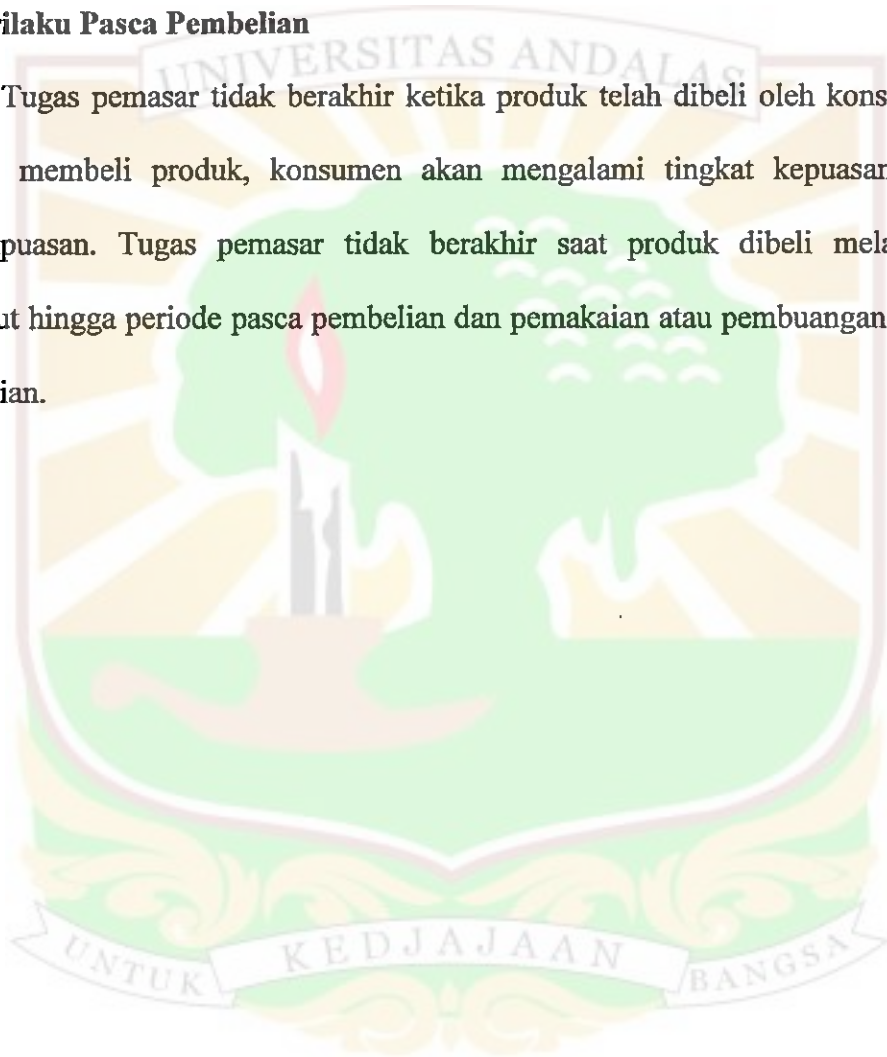 rilaku Pasca Pembelian
UNIVERSITAS ANDALAS
Tugas pemasar tidak berakhir ketika produk telah dibeli oleh kons
membeli produk, konsumen akan mengalami tingkat kepuasan
puasan. Tugas pemasar tidak berakhir saat produk dibeli mela
ut hingga periode pasca pembelian dan pemakaian atau pembuangan
ian.
UNTUK KEDJAJAAN BANGSA